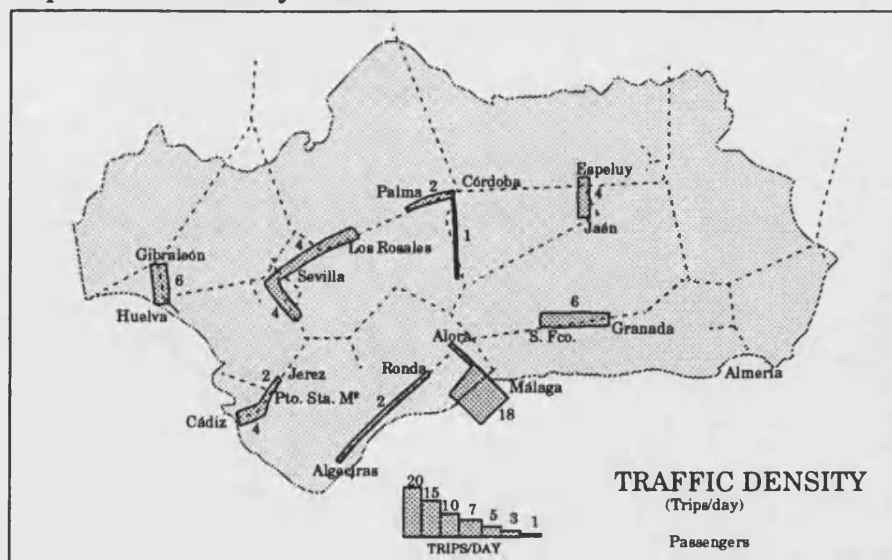 Espeluy
Palma
2
Córdoba
4
Jaén
1
4
Los Rosales
Gibraleón
6
Sevilla
4
Huelva
6
S. Fco.
Granada
Alora
Ronda
Málaga
Almería
2
Jerez
Pto. Sta. Mª
Cádiz
4
2
18
Algeciras
TRAFFIC DENSITY
(Trips/day)
Passengers
20
15
10
7
5
3
1
TRIPS/DAY